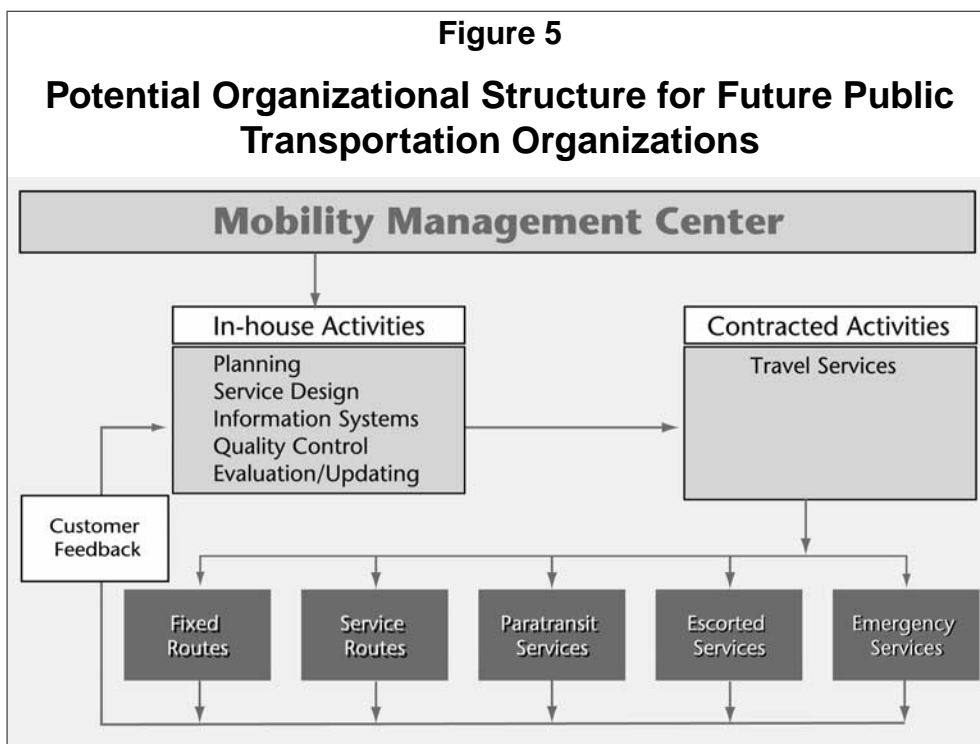 Figure 5
Potential Organizational Structure for Future Public
Transportation Organizations
Mobility Management Center
In-house Activities
Planning
Service Design
Information Systems
Quality Control
Evaluation/Updating
Contracted Activities
Travel Services
Customer
Feedback
Fixed
Routes
Service
Routes
Paratransit
Services
Escorted
Services
Emergency
Services